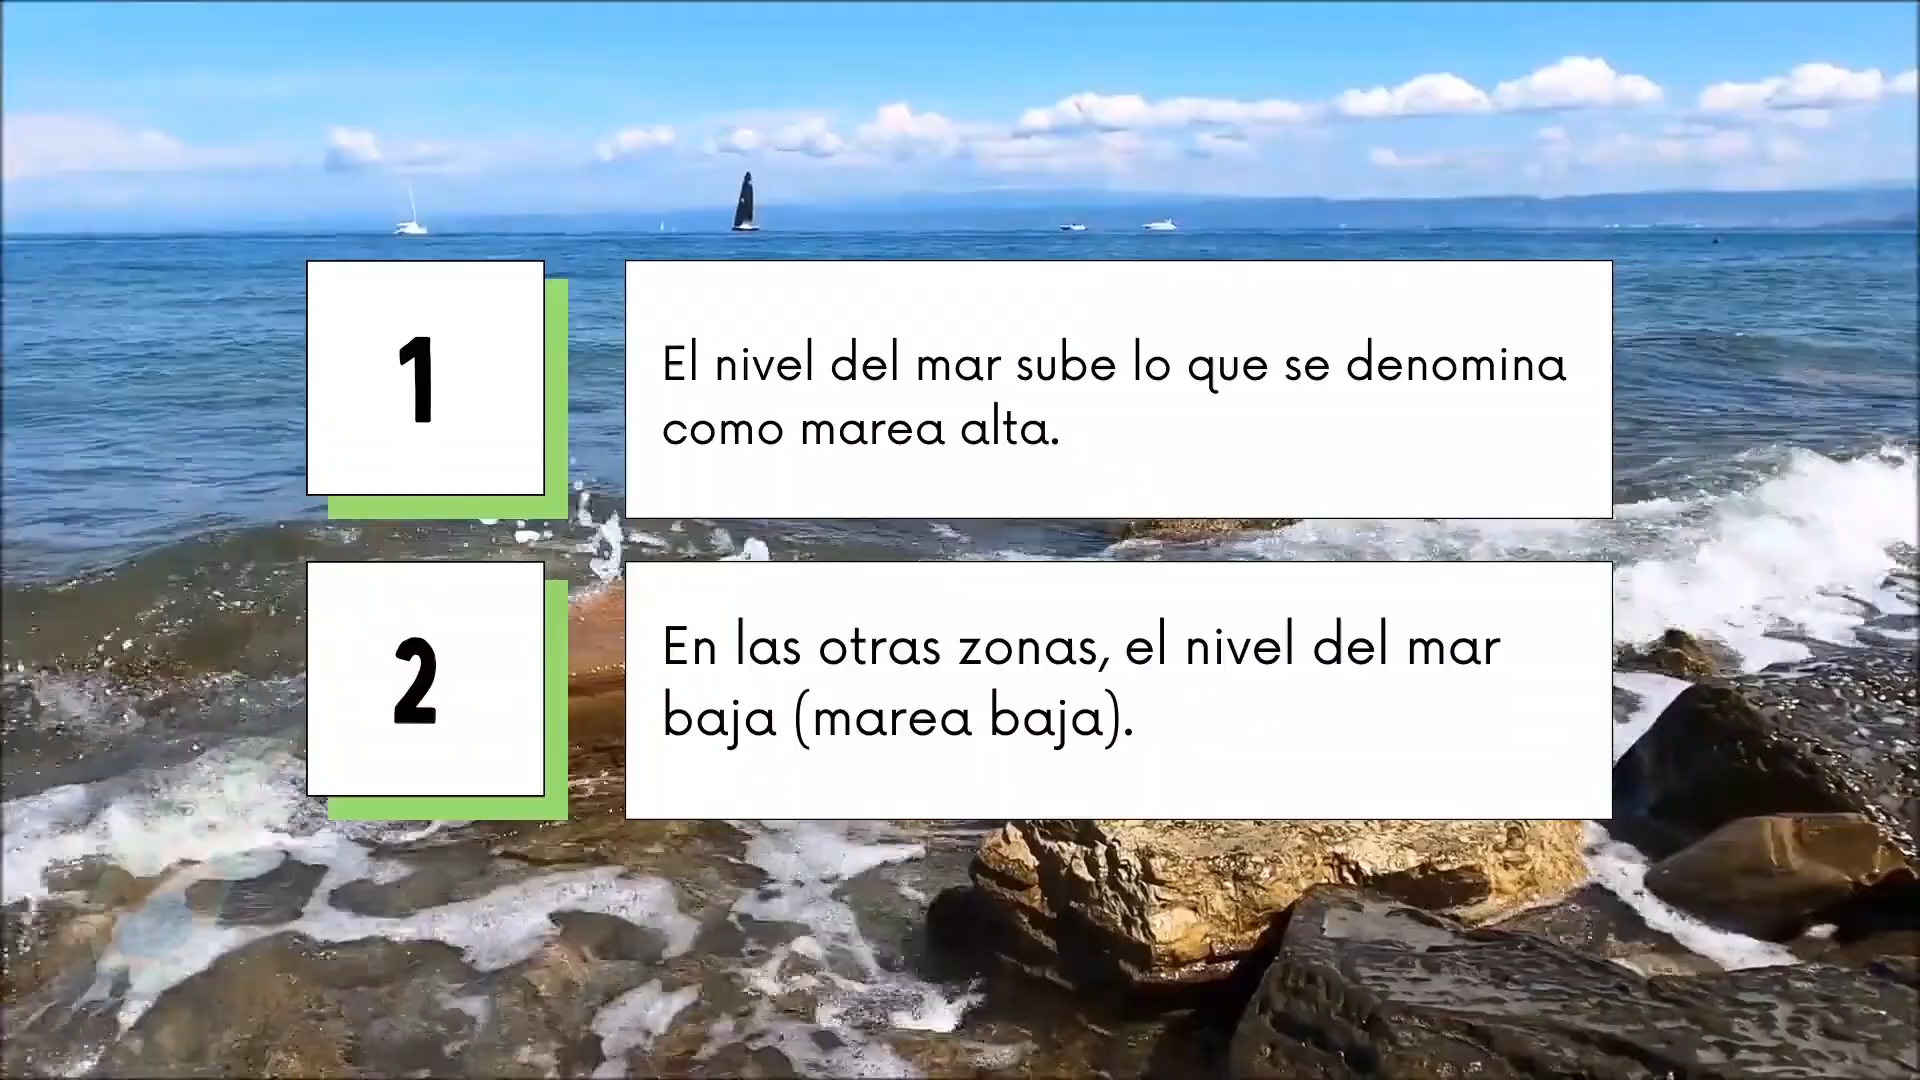 1
El nivel del mar sube lo que se denomina
como marea alta.
2
En las otras zonas, el nivel del mar
baja (marea baja).